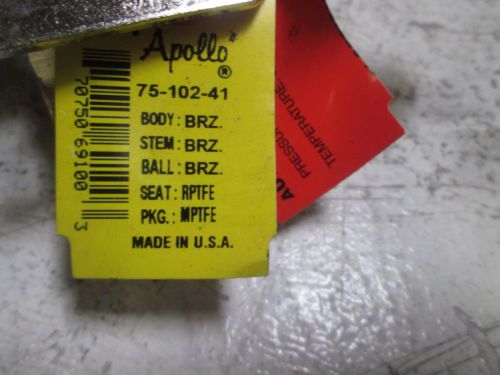 "Apollo"
®
75-102-41
BODY: BRZ.
STEM: BRZ.
BALL: BRZ.
SEAT: RPTFE
PKG.: MPTFE
MADE IN U.S.A.
70750 69100 3
TEMPERATURE